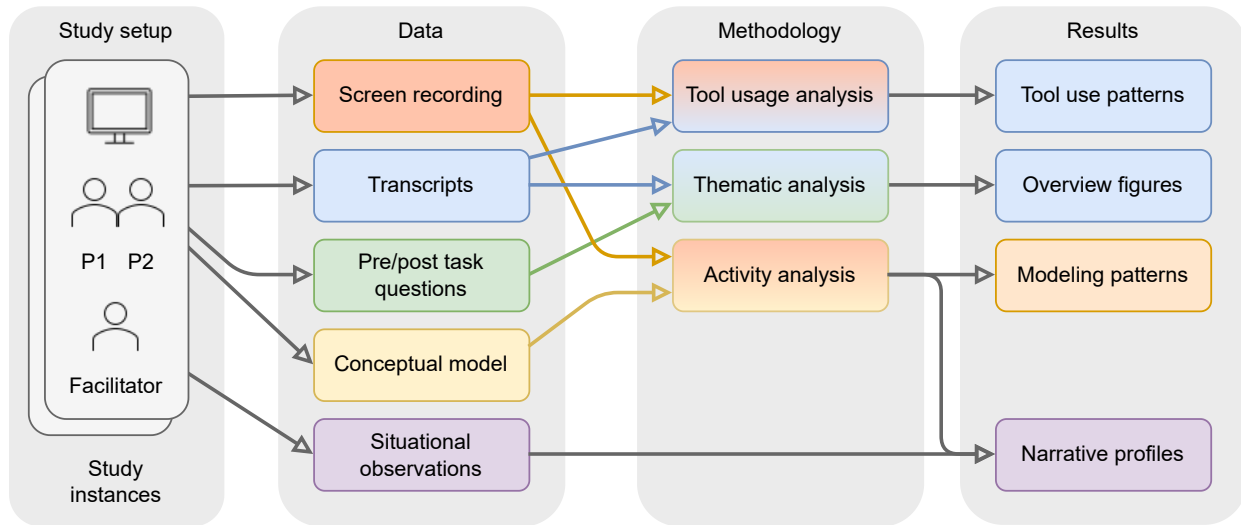 Study setup
P1 P2
Facilitator
Study
instances
Data
Screen recording
Transcripts
Pre/post task
questions
Conceptual model
Situational
observations
Methodology
Tool usage analysis
Thematic analysis
Activity analysis
Results
Tool use patterns
Overview figures
Modeling patterns
Narrative profiles